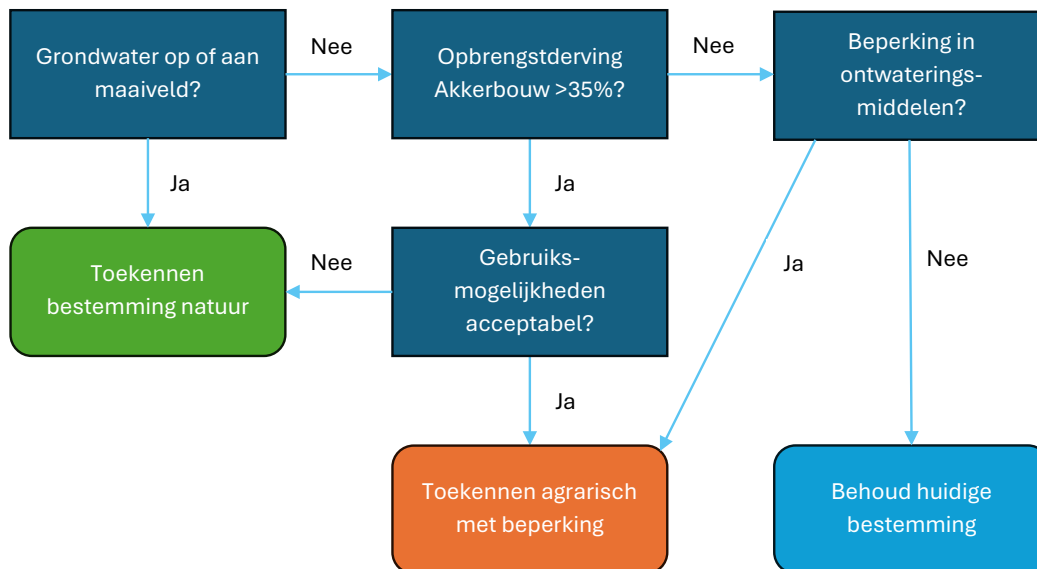 Grondwater op of aan
maaiveld?
Nee
Opbrengstderving
Akkerbouw >35%?
Nee
Beperking in
ontwaterings-
middelen?
Ja
Ja
Toekennen
bestemming natuur
Nee
Gebruiks-
mogelijkheden
acceptabel?
Ja
Nee
Ja
Toekennen agrarisch
met beperking
Behoud huidige
bestemming